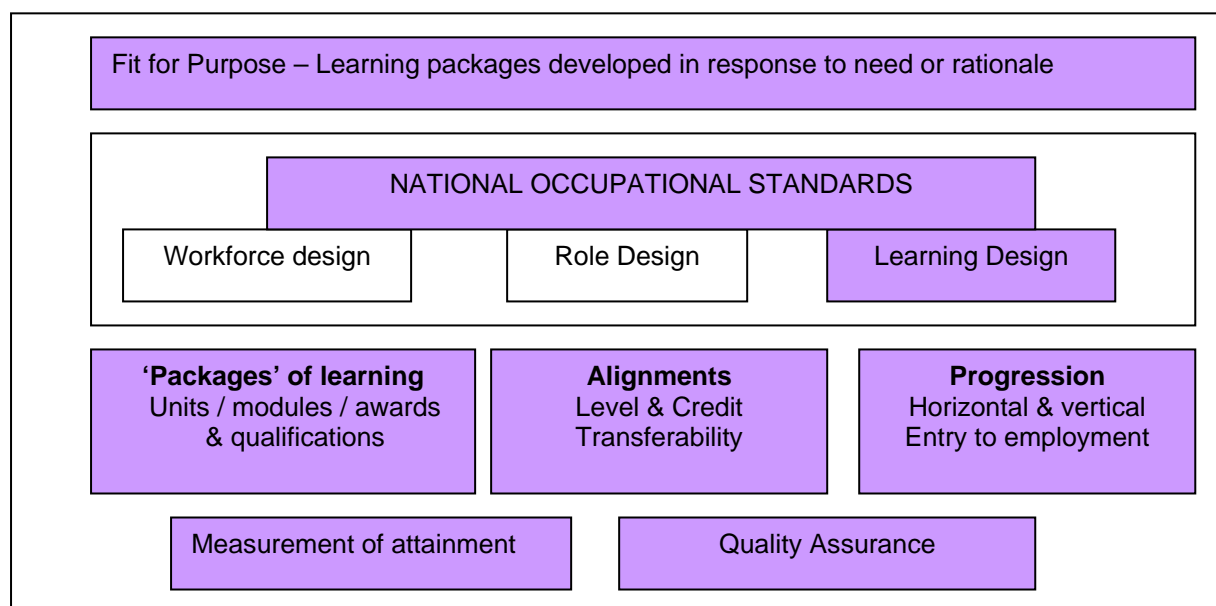 Fit for Purpose – Learning packages developed in response to need or rationale
NATIONAL OCCUPATIONAL STANDARDS
Workforce design
Role Design
Learning Design
‘Packages’ of learning
Units / modules / awards
& qualifications
Alignments
Level & Credit
Transferability
Progression
Horizontal & vertical
Entry to employment
Measurement of attainment
Quality Assurance